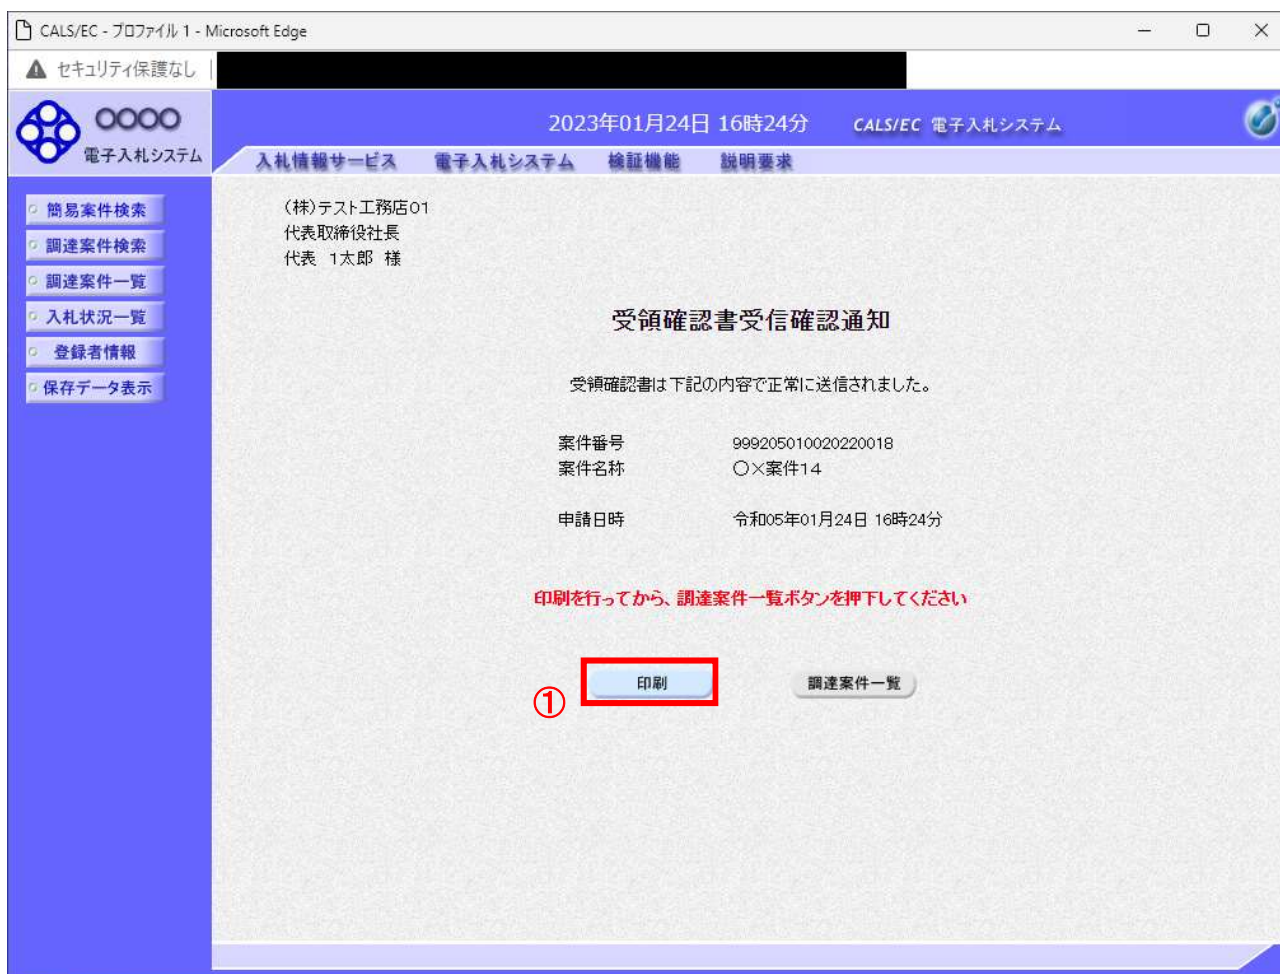 CALS/EC - プロファイル 1 - Microsoft Edge
セキュリティ保護なし
〇〇〇〇
電子入札システム
2023年01月24日 16時24分
CALS/EC 電子入札システム
入札情報サービス
電子入札システム
検証機能
説明要求
簡易案件検索
調達案件検索
調達案件一覧
入札状況一覧
登録者情報
保存データ表示
(株)テスト工務店01
代表取締役社長
代表 1太郎 様
受領確認書受信確認通知
受領確認書は下記の内容で正常に送信されました。
案件番号 999205010020220018
案件名称 〇×案件14
申請日時 令和05年01月24日 16時24分
印刷を行ってから、調達案件一覧ボタンを押下してください
①
印刷
調達案件一覧